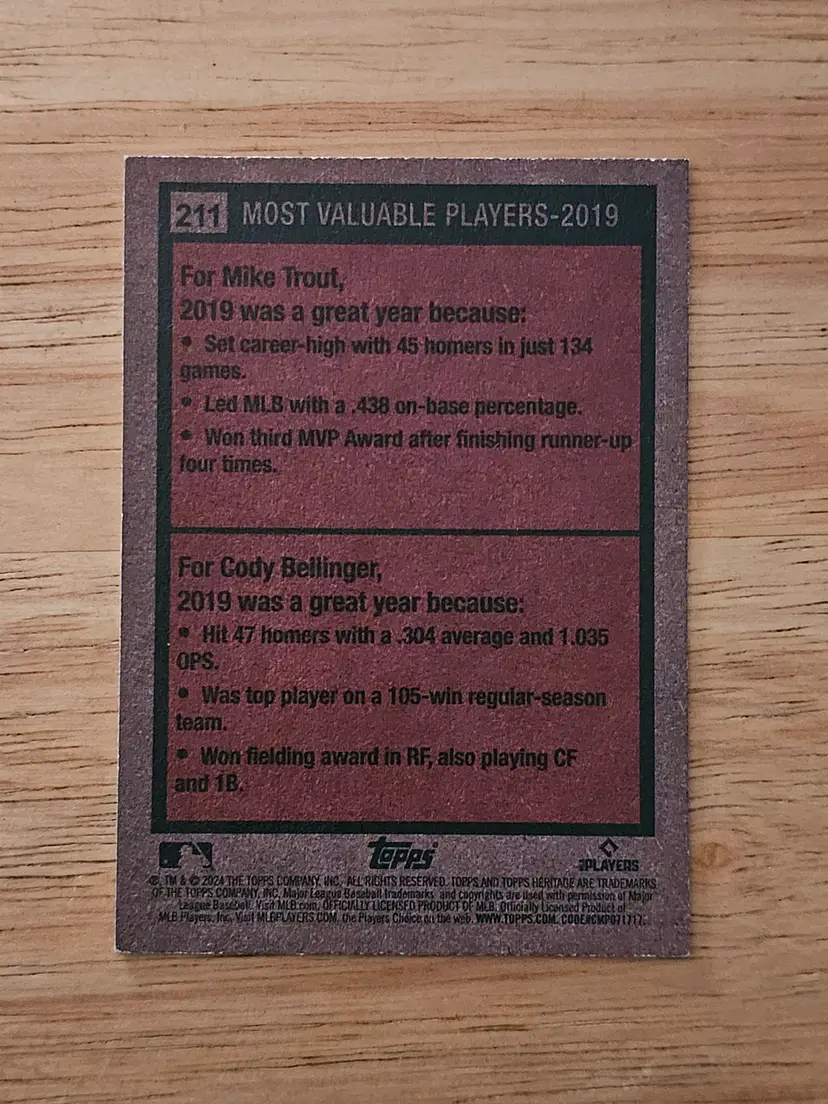 211 MOST VALUABLE PLAYERS-2019
For Mike Trout,
2019 was a great year because:
• Set career-high with 45 homers in just 134
games.
• Led MLB with a .438 on-base percentage.
• Won third MVP Award after finishing runner-up
four times.
For Cody Bellinger,
2019 was a great year because:
• Hit 47 homers with a .304 average and 1.035
OPS.
• Was top player on a 105-win regular-season
team.
• Won fielding award in RF, also playing CF
and 1B.
topps
PLAYERS
®, TM & © 2024 THE TOPPS COMPANY, INC. ALL RIGHTS RESERVED. TOPPS AND TOPPS HERITAGE ARE TRADEMARKS
OF THE TOPPS COMPANY, INC. Major League Baseball trademarks and copyrights are used with permission of Major
League Baseball. Visit MLB.com. OFFICIALLY LICENSED PRODUCT OF MLB. Officially Licensed Product of
MLB Players, Inc. Visit MLBPLAYERS.COM, the Players Choice on the web. WWW.TOPPS.COM. CODE#CMP071717.